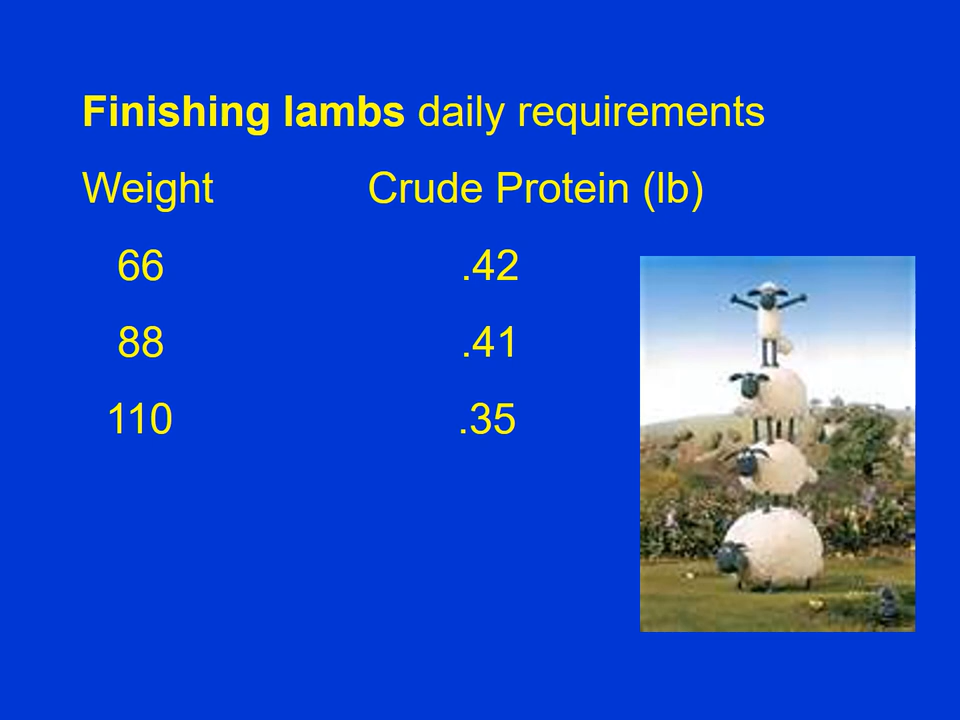 Finishing lambs daily requirements
Weight Crude Protein (lb)
66 .42
88 .41
110 .35